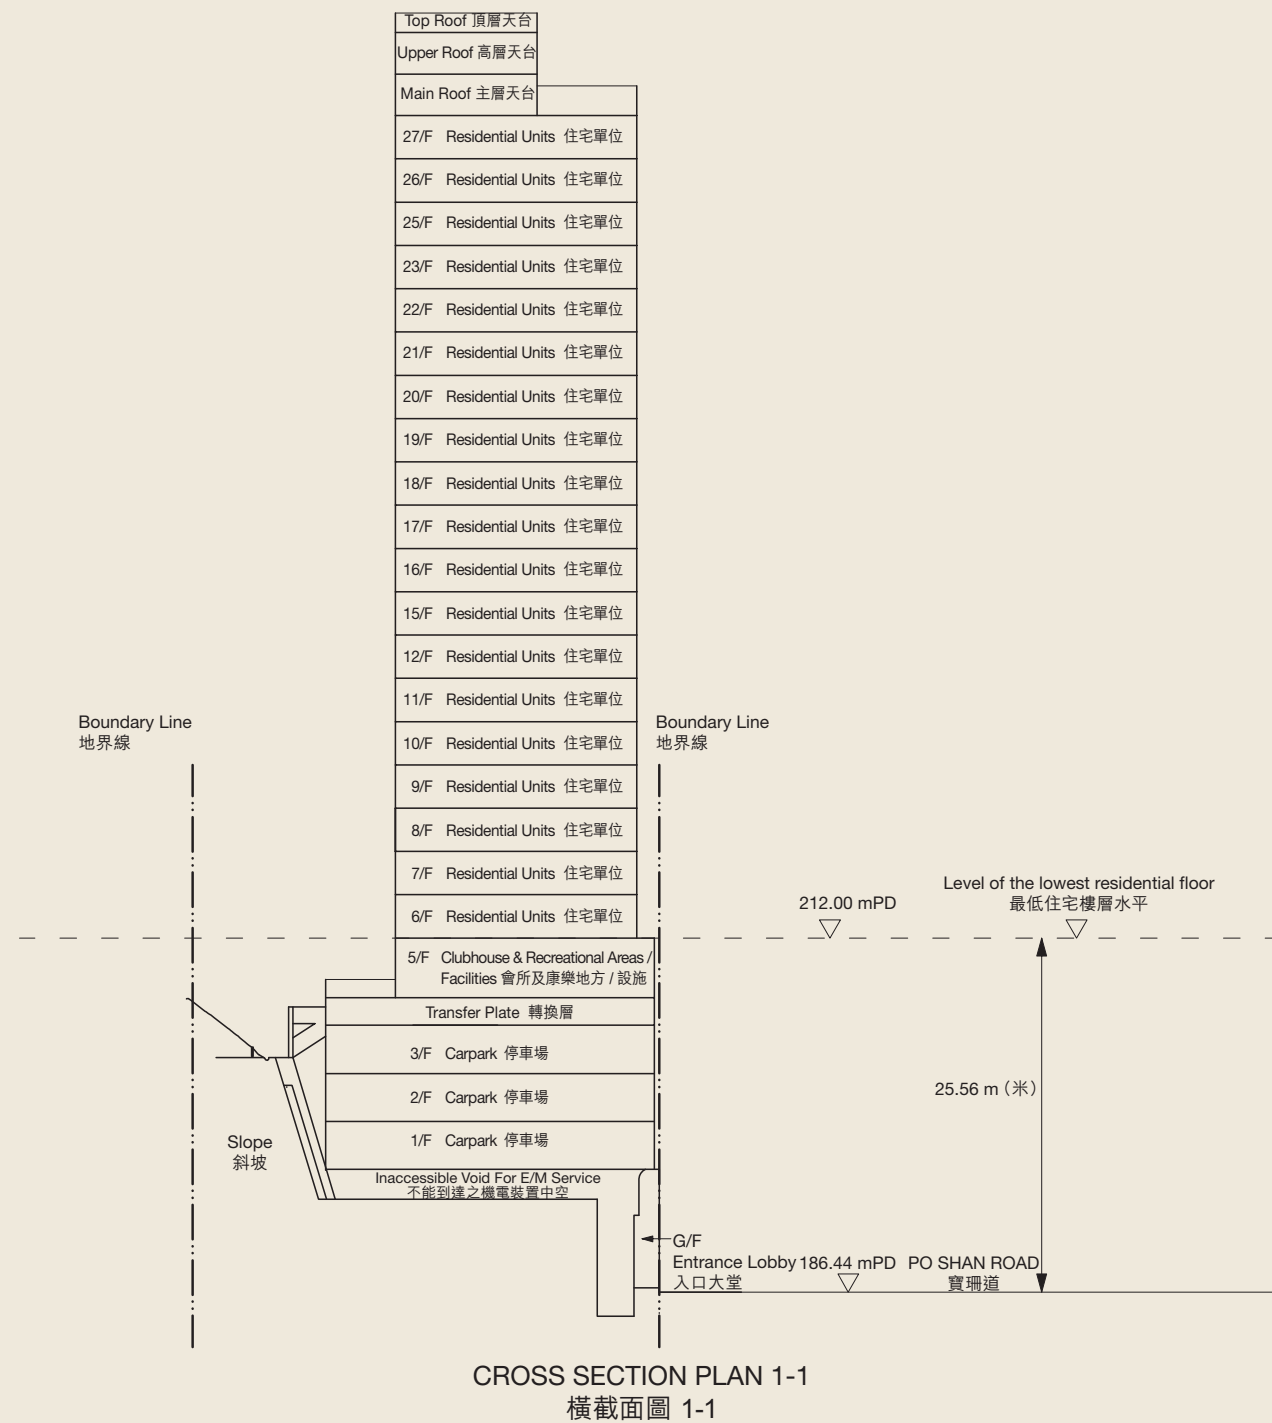 Top Roof 頂層天台
Upper Roof 高層天台
Main Roof 主層天台
27/F Residential Units 住宅單位
26/F Residential Units 住宅單位
25/F Residential Units 住宅單位
23/F Residential Units 住宅單位
22/F Residential Units 住宅單位
21/F Residential Units 住宅單位
20/F Residential Units 住宅單位
19/F Residential Units 住宅單位
18/F Residential Units 住宅單位
17/F Residential Units 住宅單位
16/F Residential Units 住宅單位
15/F Residential Units 住宅單位
12/F Residential Units 住宅單位
11/F Residential Units 住宅單位
Boundary Line
地界線
Boundary Line
地界線
10/F Residential Units 住宅單位
9/F Residential Units 住宅單位
8/F Residential Units 住宅單位
7/F Residential Units 住宅單位
6/F Residential Units 住宅單位
212.00 mPD
Level of the lowest residential floor
最低住宅樓層水平
5/F Clubhouse & Recreational Areas /
Facilities 會所及康樂地方 / 設施
Transfer Plate 轉換層
3/F Carpark 停車場
2/F Carpark 停車場
25.56 m (米)
1/F Carpark 停車場
Slope
斜坡
Inaccessible Void For E/M Service
不能到達之機電裝置中空
G/F
Entrance Lobby
入口大堂
186.44 mPD
PO SHAN ROAD
寶珊道
CROSS SECTION PLAN 1-1
橫截面圖 1-1